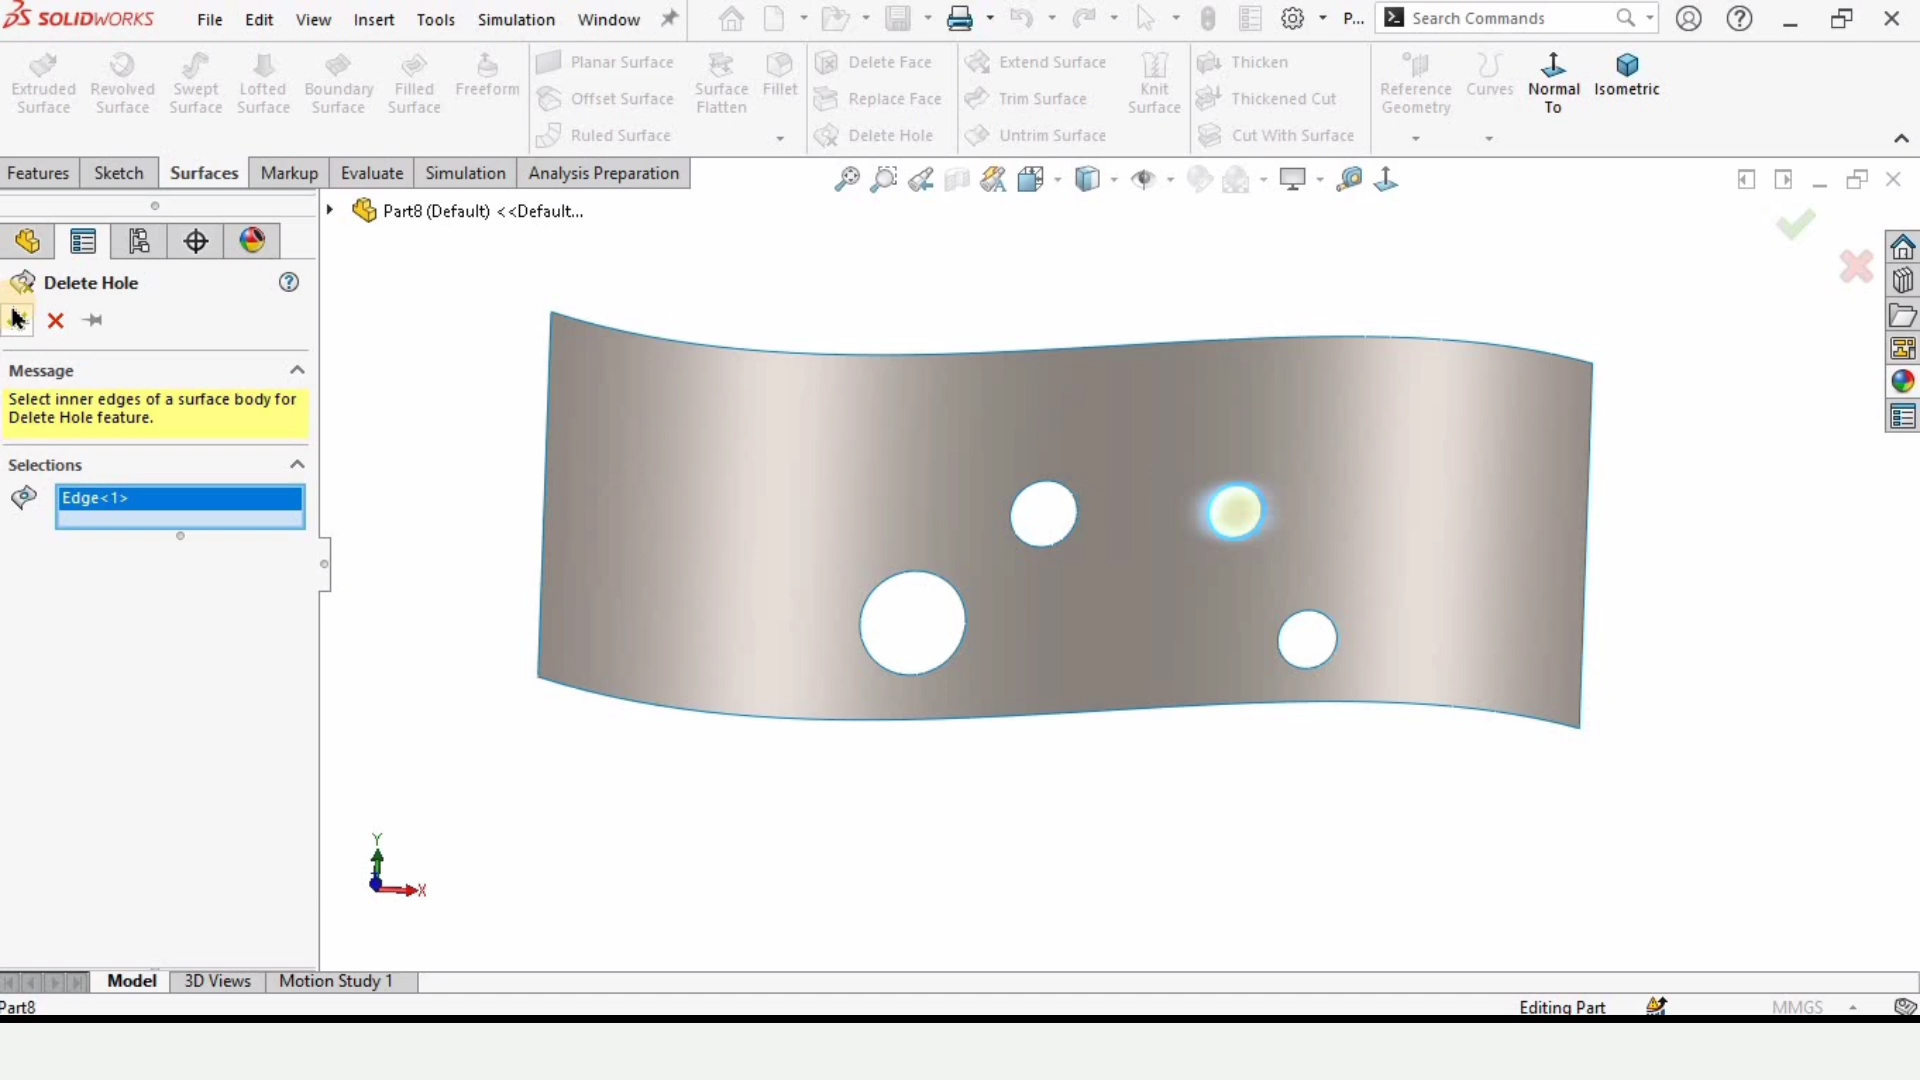 SOLIDWORKS File Edit View Insert Tools Simulation Window P... Search Commands
Extruded Surface
Revolved Surface
Swept Surface
Lofted Surface
Boundary Surface
Filled Surface
Freeform
Planar Surface
Offset Surface
Ruled Surface
Surface Flatten
Fillet
Delete Face
Replace Face
Delete Hole
Extend Surface
Trim Surface
Untrim Surface
Knit Surface
Thicken
Thickened Cut
Cut With Surface
Reference Geometry
Curves
Normal To
Isometric
Features Sketch Surfaces Markup Evaluate Simulation Analysis Preparation
Part8 (Default) <<Default...
Delete Hole
Message
Select inner edges of a surface body for
Delete Hole feature.
Selections
Edge<1>
Y
X
Model 3D Views Motion Study 1
Part8 Editing Part MMGS